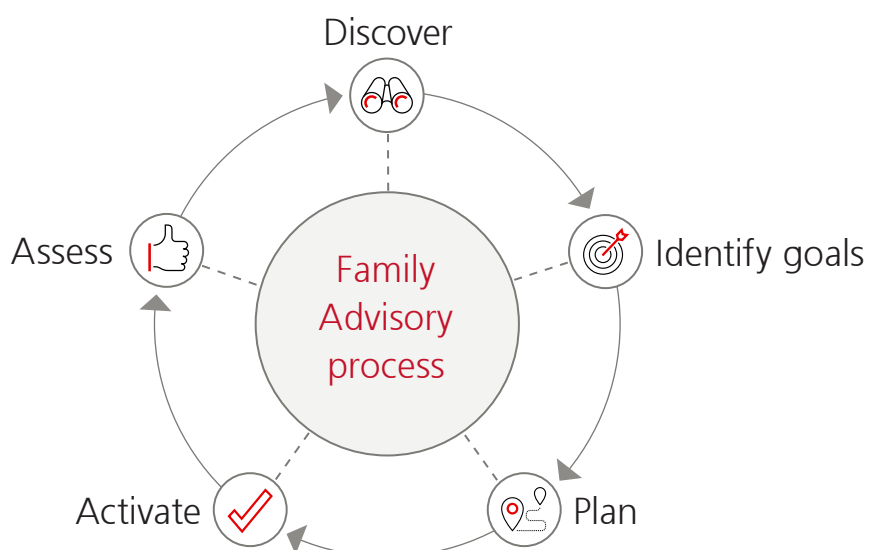 Discover
Assess
Identify goals
Family
Advisory
process
Activate
Plan